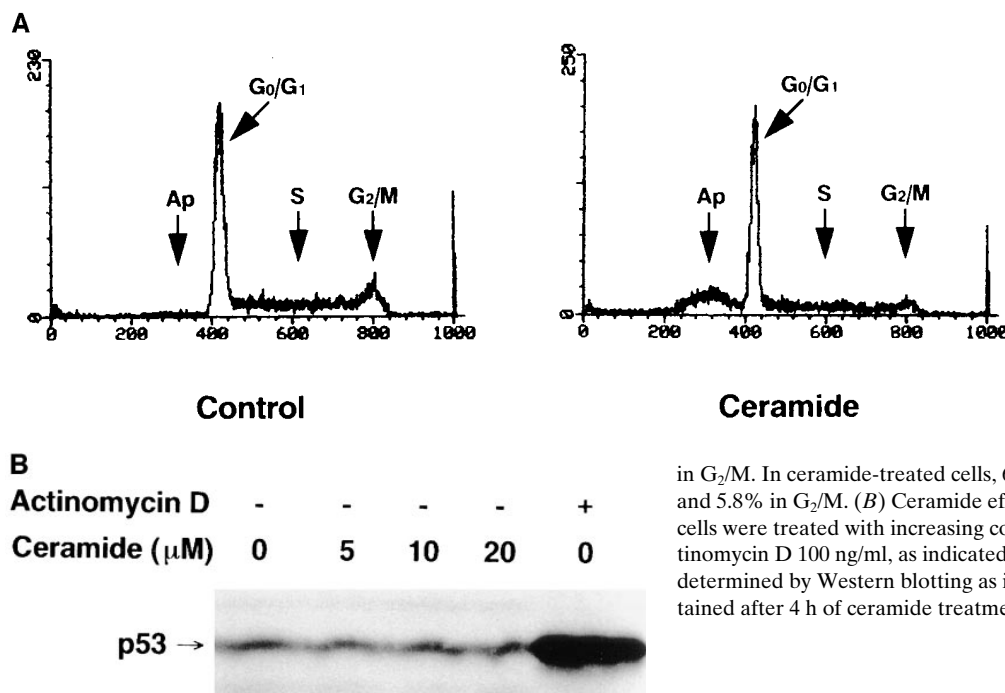 A
230
G0/G1
Ap
S
G2/M
0
0 200 400 600 800 1000
Control
250
G0/G1
Ap
S
G2/M
0
0 200 400 600 800 1000
Ceramide
B
Actinomycin D - - - - +
Ceramide (μM) 0 5 10 20 0
p53 →
in G2/M. In ceramide-treated cells,
and 5.8% in G2/M. (B) Ceramide ef
cells were treated with increasing co
tinomycin D 100 ng/ml, as indicated
determined by Western blotting as i
tained after 4 h of ceramide treatme